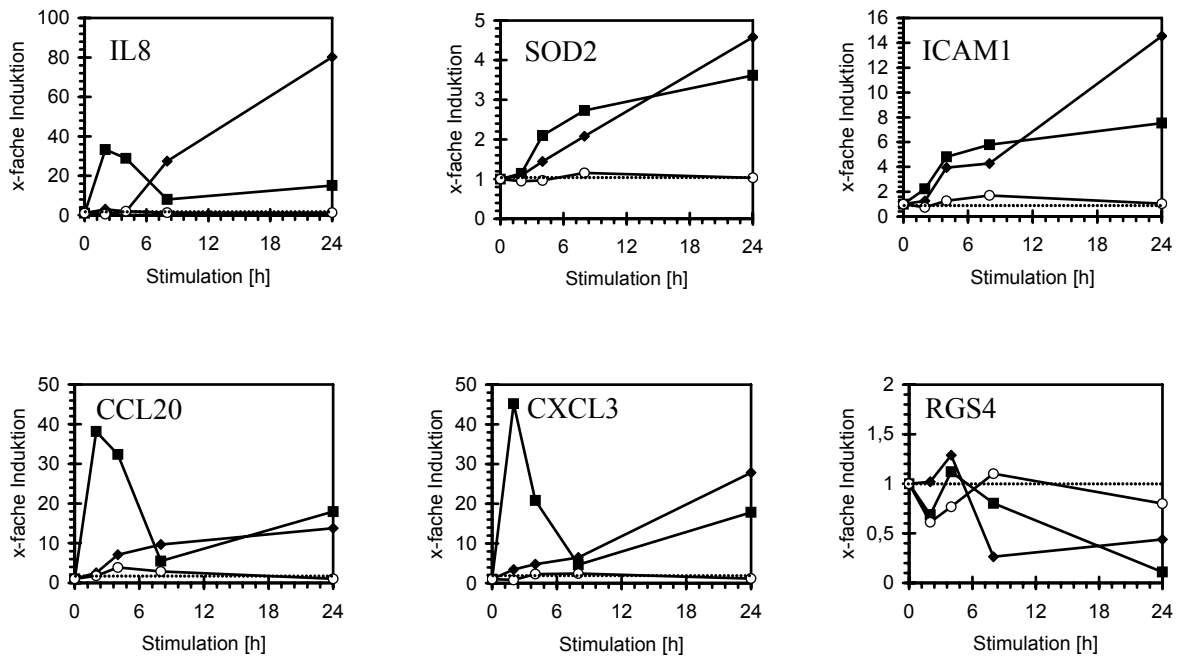 IL8
x-fache Induktion
100
80
60
40
20
0
0 6 12 18 24
Stimulation [h]
SOD2
x-fache Induktion
5
4
3
2
1
0
0 6 12 18 24
Stimulation [h]
ICAM1
x-fache Induktion
16
14
12
10
8
6
4
2
0
0 6 12 18 24
Stimulation [h]
CCL20
x-fache Induktion
50
40
30
20
10
0
0 6 12 18 24
Stimulation [h]
CXCL3
x-fache Induktion
50
40
30
20
10
0
0 6 12 18 24
Stimulation [h]
RGS4
x-fache Induktion
2
1,5
1
0,5
0
0 6 12 18 24
Stimulation [h]